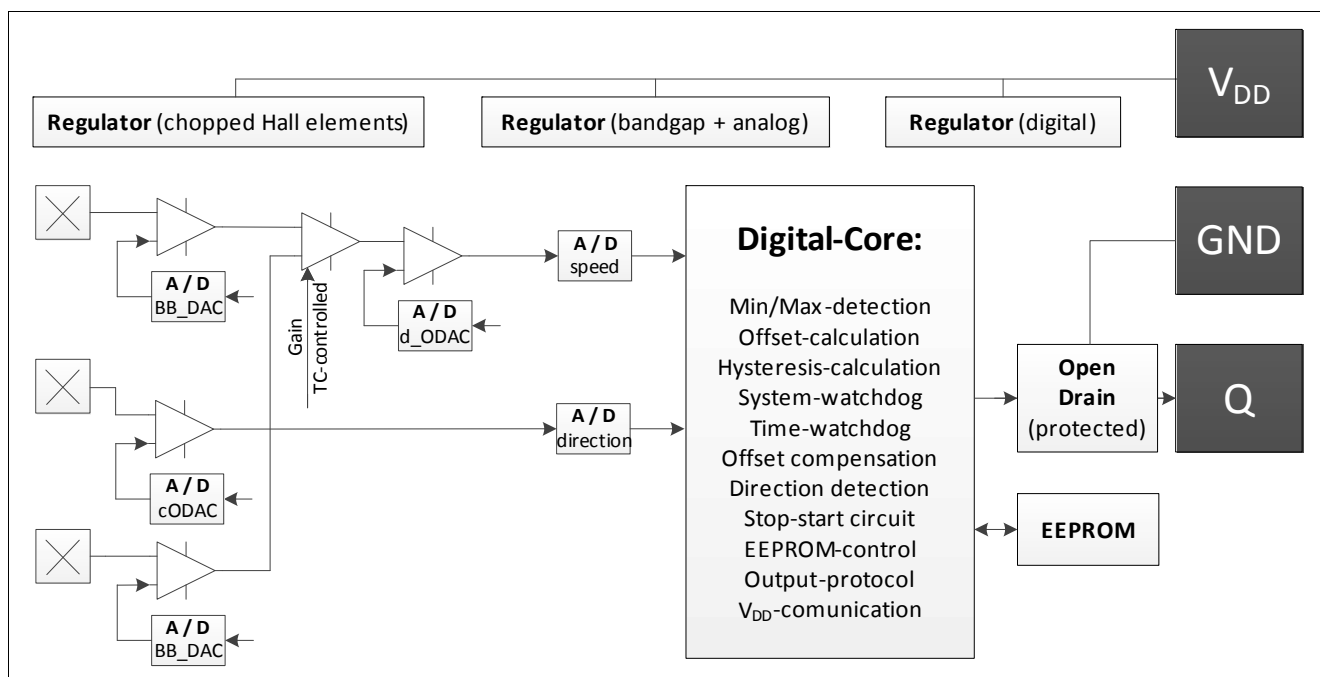 V_DD
Regulator (chopped Hall elements)
Regulator (bandgap + analog)
Regulator (digital)
GND
A / D
BB_DAC
Gain
TC-controlled
A / D
d_ODAC
A / D
speed
A / D
cODAC
A / D
direction
A / D
BB_DAC
Digital-Core:
Min/Max-detection
Offset-calculation
Hysteresis-calculation
System-watchdog
Time-watchdog
Offset compensation
Direction detection
Stop-start circuit
EEPROM-control
Output-protocol
V_DD-comunication
Open
Drain
(protected)
Q
EEPROM